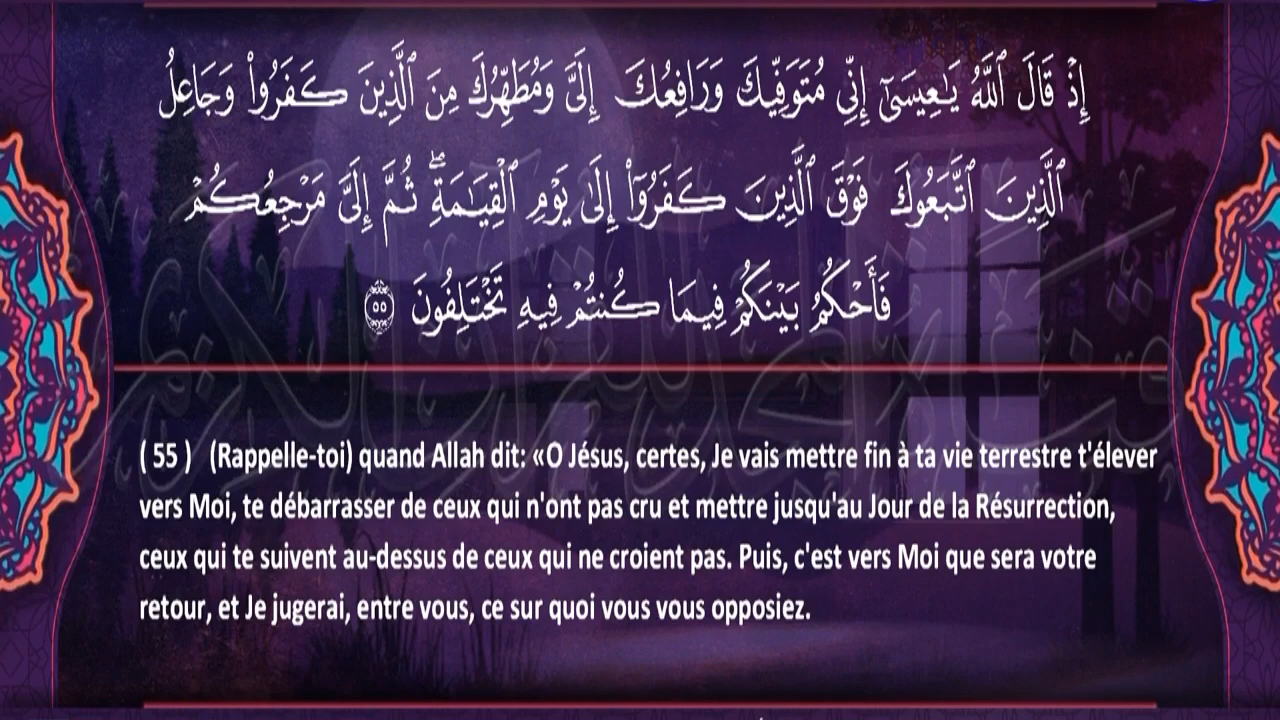 إِذْ قَالَ ٱللَّهُ يَـٰعِيسَىٰٓ إِنِّى مُتَوَفِّيكَ وَرَافِعُكَ إِلَىَّ وَمُطَهِّرُكَ مِنَ ٱلَّذِينَ كَفَرُوا۟ وَجَاعِلُ
ٱلَّذِينَ ٱتَّبَعُوكَ فَوْقَ ٱلَّذِينَ كَفَرُوٓا۟ إِلَىٰ يَوْمِ ٱلْقِيَـٰمَةِ ۖ ثُمَّ إِلَىَّ مَرْجِعُكُمْ
فَأَحْكُمُ بَيْنَكُمْ فِيمَا كُنتُمْ فِيهِ تَخْتَلِفُونَ ٥٥
( 55 ) (Rappelle-toi) quand Allah dit: «O Jésus, certes, Je vais mettre fin à ta vie terrestre t'élever
vers Moi, te débarrasser de ceux qui n'ont pas cru et mettre jusqu'au Jour de la Résurrection,
ceux qui te suivent au-dessus de ceux qui ne croient pas. Puis, c'est vers Moi que sera votre
retour, et Je jugerai, entre vous, ce sur quoi vous vous opposiez.